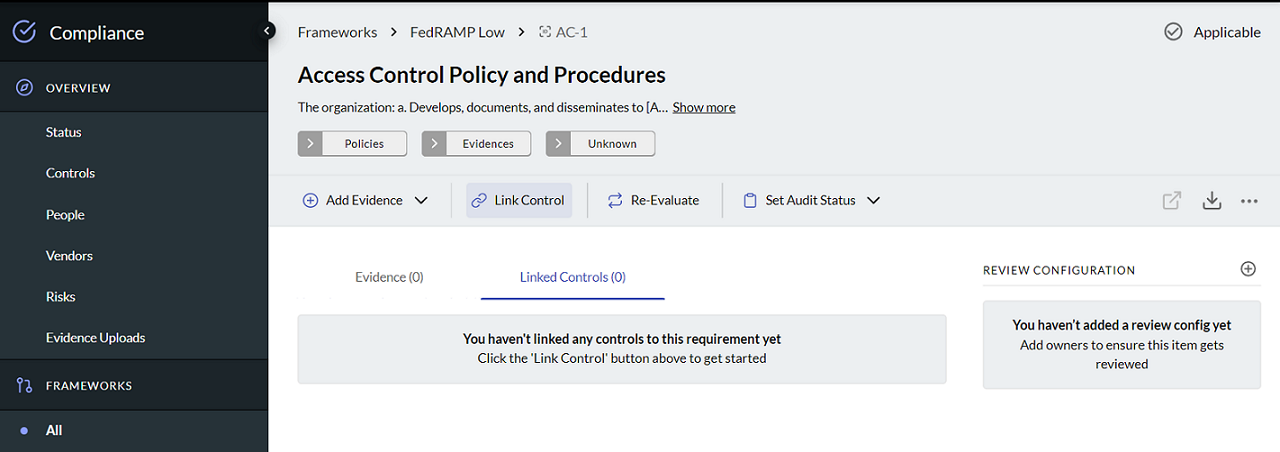 Compliance
OVERVIEW
Status
Controls
People
Vendors
Risks
Evidence Uploads
FRAMEWORKS
All
Frameworks > FedRAMP Low > AC-1
Applicable
Access Control Policy and Procedures
The organization: a. Develops, documents, and disseminates to [A... Show more
Policies Evidences Unknown
Add Evidence Link Control Re-Evaluate Set Audit Status
Evidence (0) Linked Controls (0)
You haven't linked any controls to this requirement yet
Click the 'Link Control' button above to get started
REVIEW CONFIGURATION
You haven't added a review config yet
Add owners to ensure this item gets
reviewed